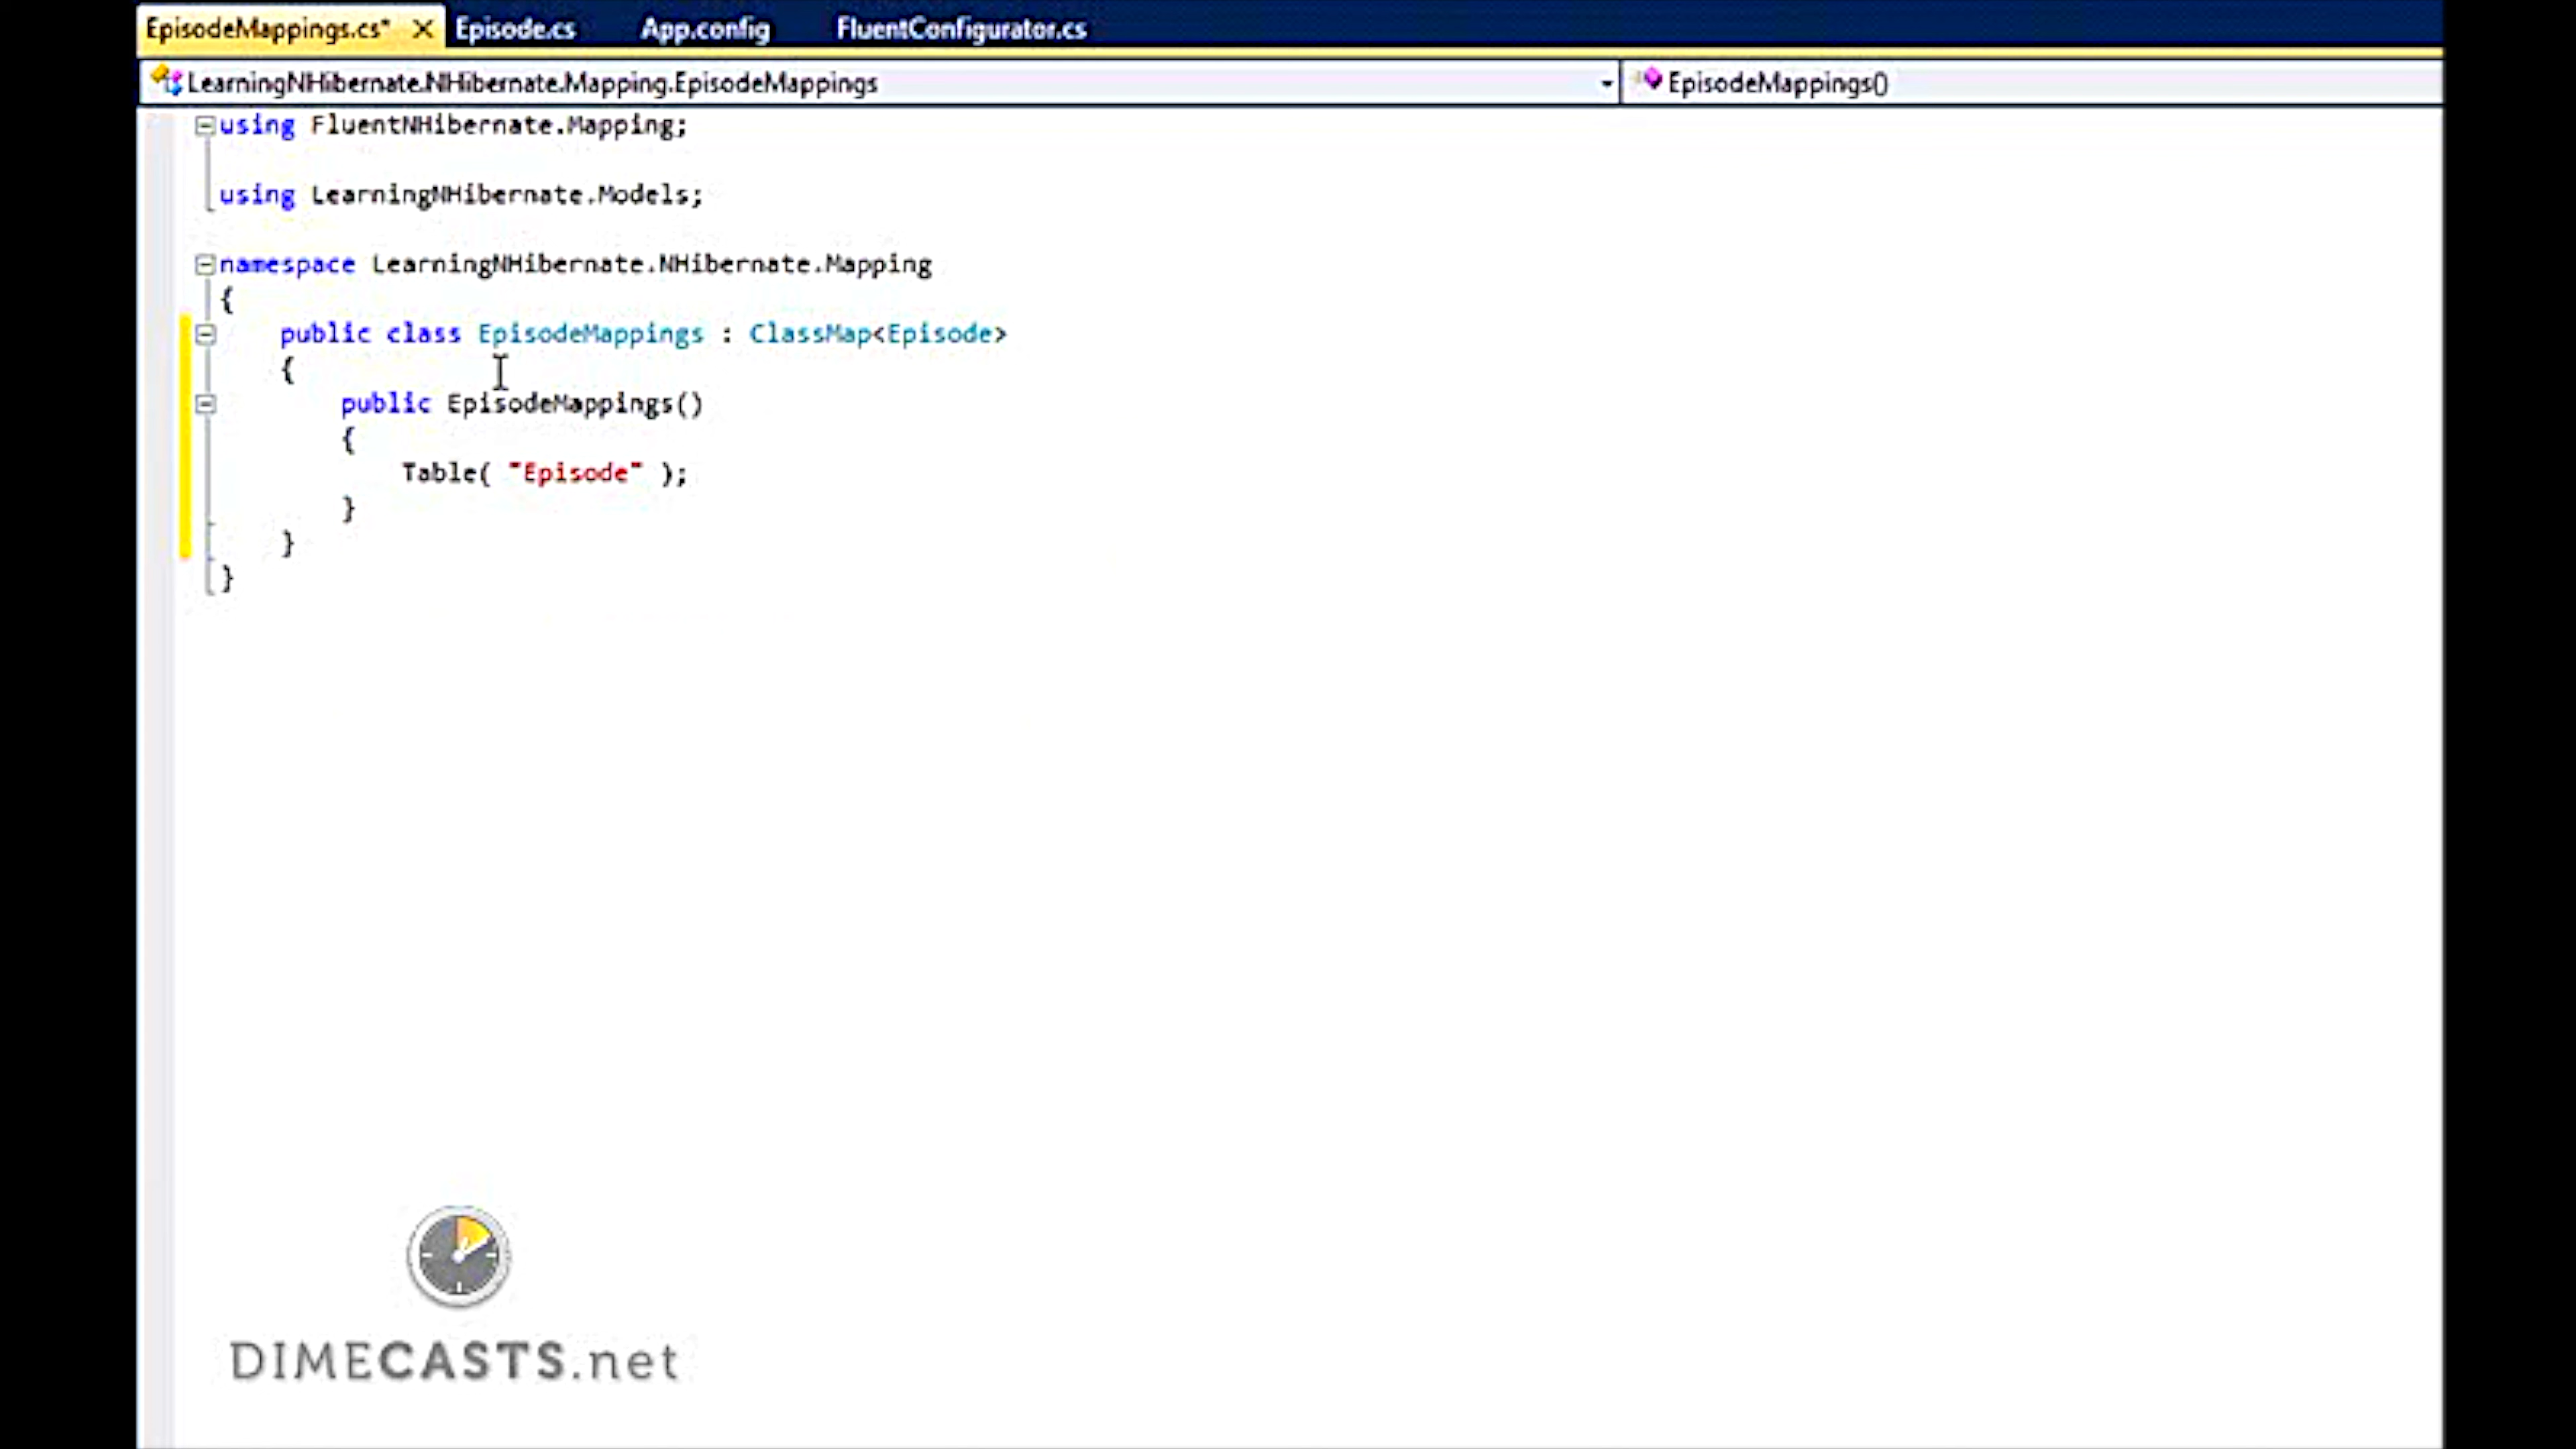 EpisodeMappings.cs* Episode.cs App.config FluentConfigurator.cs
LearningNHibernate.NHibernate.Mapping.EpisodeMappings EpisodeMappings()
using FluentNHibernate.Mapping;
using LearningNHibernate.Models;
namespace LearningNHibernate.NHibernate.Mapping
{
public class EpisodeMappings : ClassMap<Episode>
{
public EpisodeMappings()
{
Table( "Episode" );
}
}
}
DIMECASTS.net